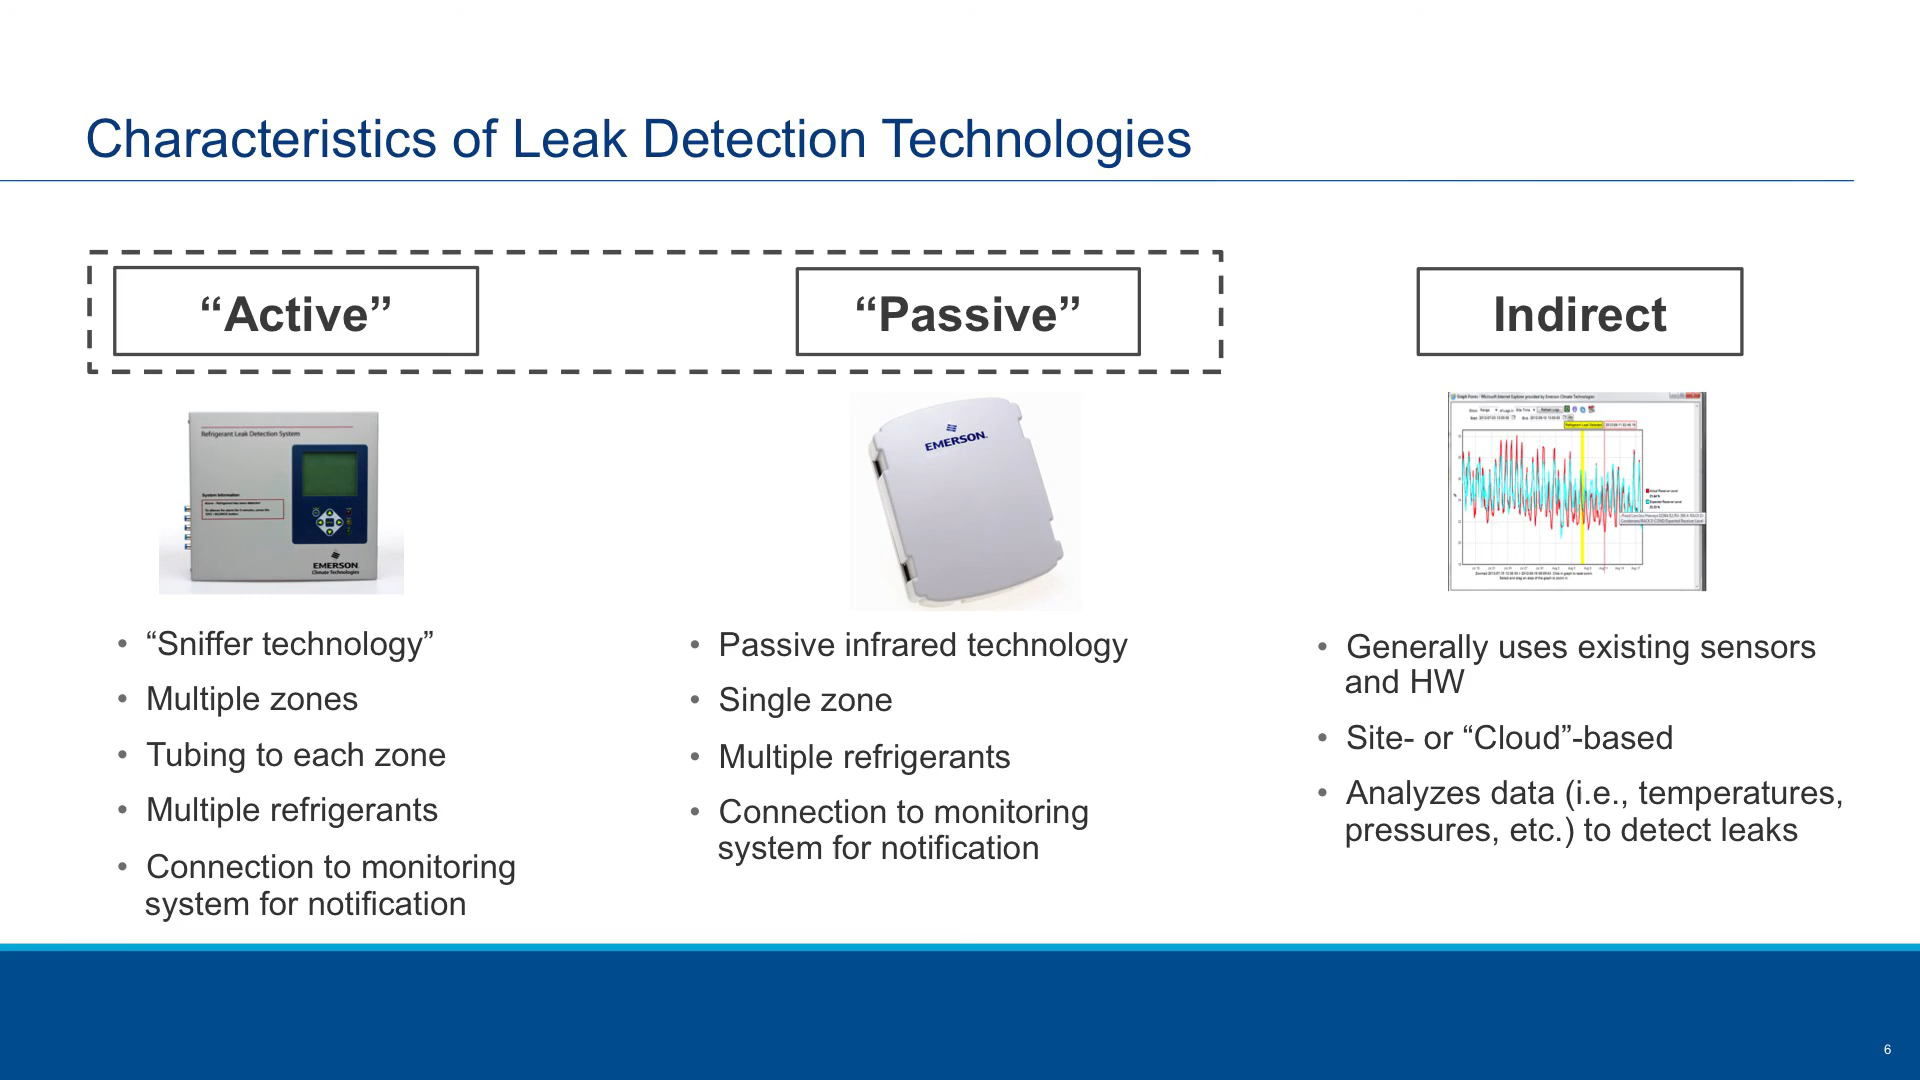 Characteristics of Leak Detection Technologies
“Active”
“Passive”
Indirect
Refrigerant Leak Detection System
System Information
EMERSON
Climate Technologies
EMERSON.
“Sniffer technology”
Multiple zones
Tubing to each zone
Multiple refrigerants
Connection to monitoring
system for notification
Passive infrared technology
Single zone
Multiple refrigerants
Connection to monitoring
system for notification
Generally uses existing sensors
and HW
Site- or “Cloud”-based
Analyzes data (i.e., temperatures,
pressures, etc.) to detect leaks
6